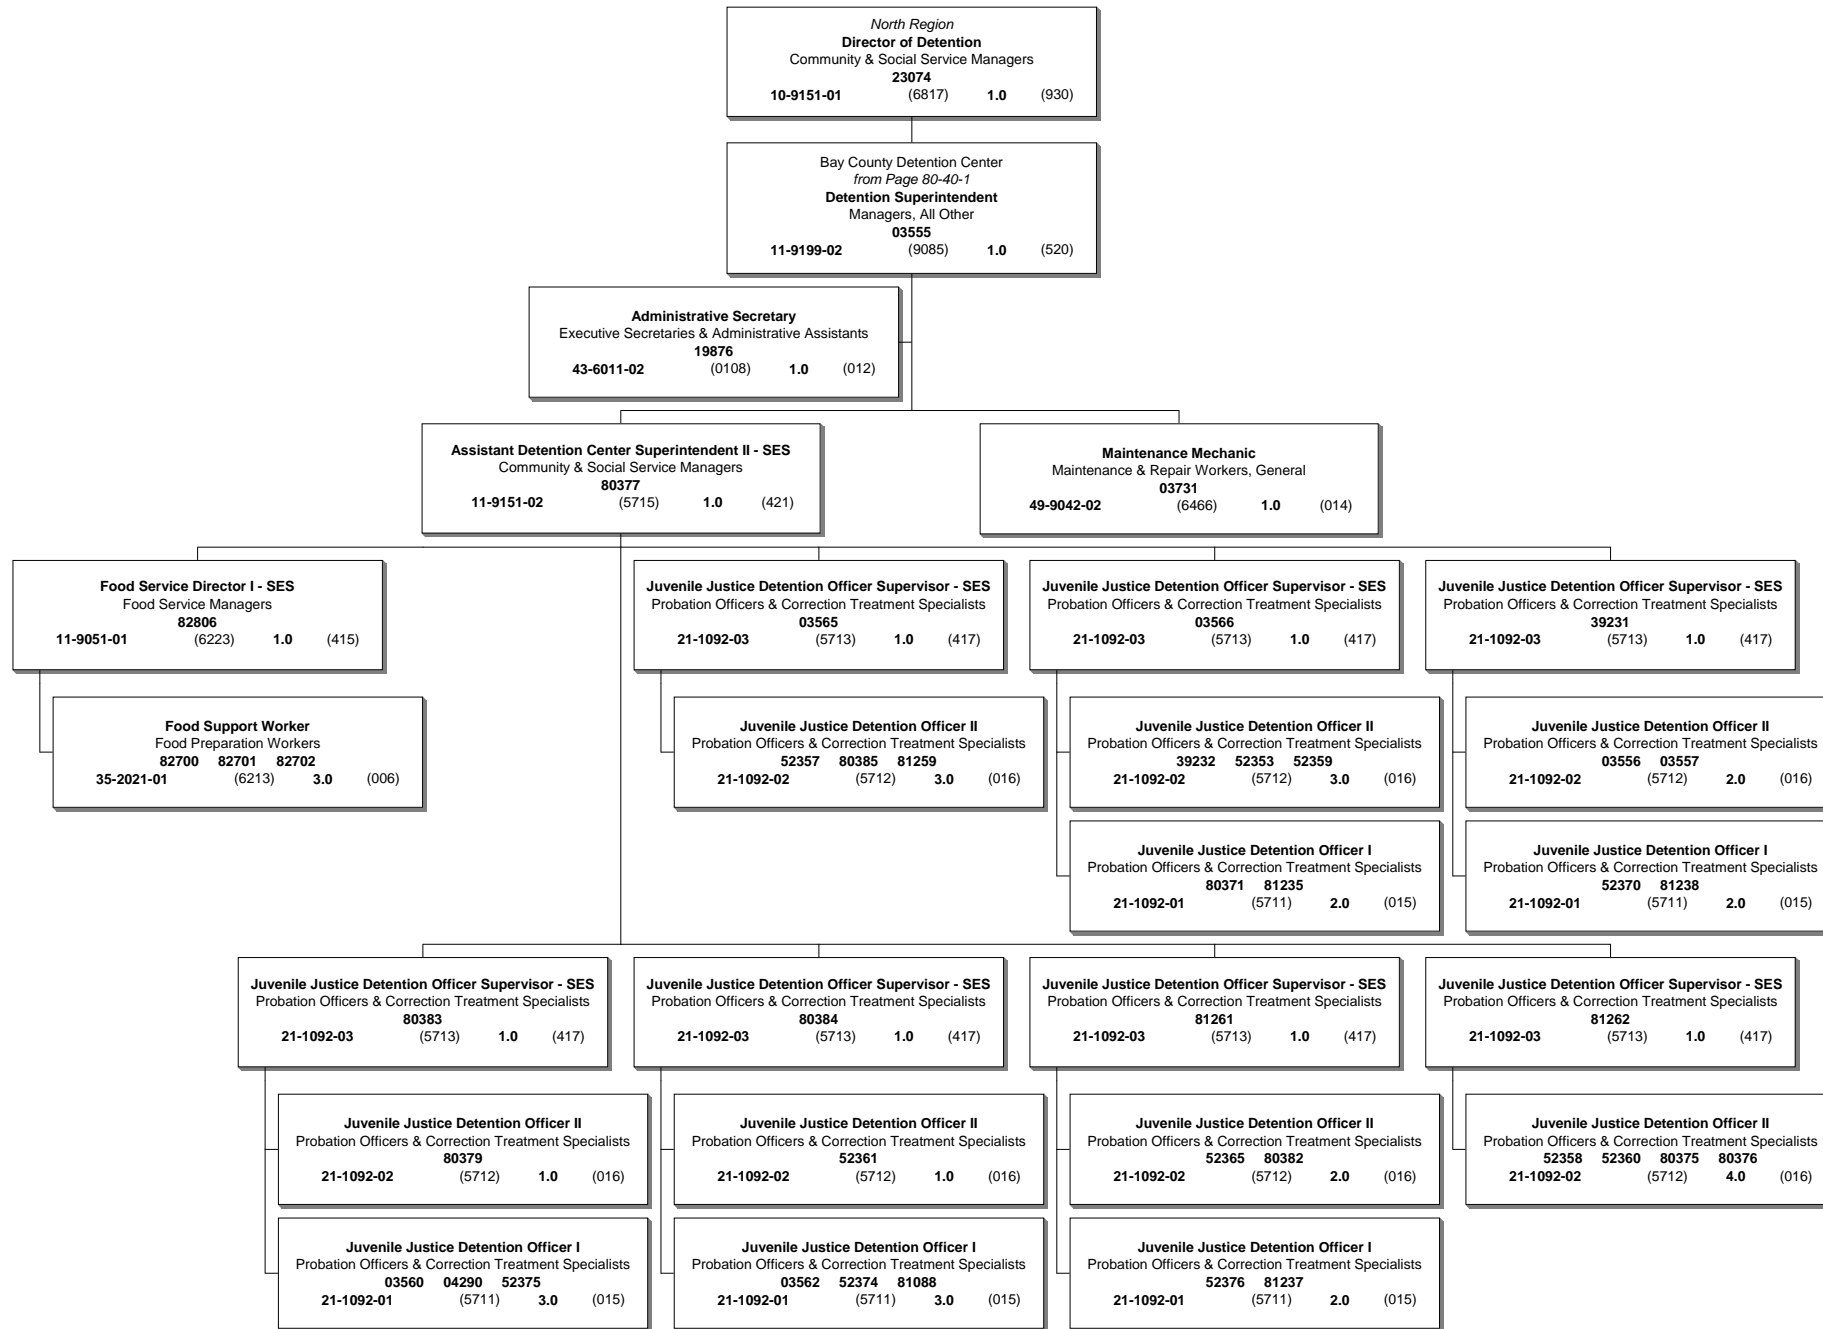 North Region
Director of Detention
Community & Social Service Managers
23074
10-9151-01 (6817) 1.0 (930)
Bay County Detention Center
from Page 80-40-1
Detention Superintendent
Managers, All Other
03555
11-9199-02 (9085) 1.0 (520)
Administrative Secretary
Executive Secretaries & Administrative Assistants
19876
43-6011-02 (0108) 1.0 (012)
Assistant Detention Center Superintendent II - SES
Community & Social Service Managers
80377
11-9151-02 (5715) 1.0 (421)
Maintenance Mechanic
Maintenance & Repair Workers, General
03731
49-9042-02 (6466) 1.0 (014)
Food Service Director I - SES
Food Service Managers
82806
11-9051-01 (6223) 1.0 (415)
Food Support Worker
Food Preparation Workers
82700 82701 82702
35-2021-01 (6213) 3.0 (006)
Juvenile Justice Detention Officer Supervisor - SES
Probation Officers & Correction Treatment Specialists
03565
21-1092-03 (5713) 1.0 (417)
Juvenile Justice Detention Officer II
Probation Officers & Correction Treatment Specialists
52357 80385 81259
21-1092-02 (5712) 3.0 (016)
Juvenile Justice Detention Officer Supervisor - SES
Probation Officers & Correction Treatment Specialists
03566
21-1092-03 (5713) 1.0 (417)
Juvenile Justice Detention Officer II
Probation Officers & Correction Treatment Specialists
39232 52353 52359
21-1092-02 (5712) 3.0 (016)
Juvenile Justice Detention Officer I
Probation Officers & Correction Treatment Specialists
80371 81235
21-1092-01 (5711) 2.0 (015)
Juvenile Justice Detention Officer Supervisor - SES
Probation Officers & Correction Treatment Specialists
39231
21-1092-03 (5713) 1.0 (417)
Juvenile Justice Detention Officer II
Probation Officers & Correction Treatment Specialists
03556 03557
21-1092-02 (5712) 2.0 (016)
Juvenile Justice Detention Officer I
Probation Officers & Correction Treatment Specialists
52370 81238
21-1092-01 (5711) 2.0 (015)
Juvenile Justice Detention Officer Supervisor - SES
Probation Officers & Correction Treatment Specialists
80383
21-1092-03 (5713) 1.0 (417)
Juvenile Justice Detention Officer II
Probation Officers & Correction Treatment Specialists
80379
21-1092-02 (5712) 1.0 (016)
Juvenile Justice Detention Officer I
Probation Officers & Correction Treatment Specialists
03560 04290 52375
21-1092-01 (5711) 3.0 (015)
Juvenile Justice Detention Officer Supervisor - SES
Probation Officers & Correction Treatment Specialists
80384
21-1092-03 (5713) 1.0 (417)
Juvenile Justice Detention Officer II
Probation Officers & Correction Treatment Specialists
52361
21-1092-02 (5712) 1.0 (016)
Juvenile Justice Detention Officer I
Probation Officers & Correction Treatment Specialists
03562 52374 81088
21-1092-01 (5711) 3.0 (015)
Juvenile Justice Detention Officer Supervisor - SES
Probation Officers & Correction Treatment Specialists
81261
21-1092-03 (5713) 1.0 (417)
Juvenile Justice Detention Officer II
Probation Officers & Correction Treatment Specialists
52365 80382
21-1092-02 (5712) 2.0 (016)
Juvenile Justice Detention Officer I
Probation Officers & Correction Treatment Specialists
52376 81237
21-1092-01 (5711) 2.0 (015)
Juvenile Justice Detention Officer Supervisor - SES
Probation Officers & Correction Treatment Specialists
81262
21-1092-03 (5713) 1.0 (417)
Juvenile Justice Detention Officer II
Probation Officers & Correction Treatment Specialists
52358 52360 80375 80376
21-1092-02 (5712) 4.0 (016)